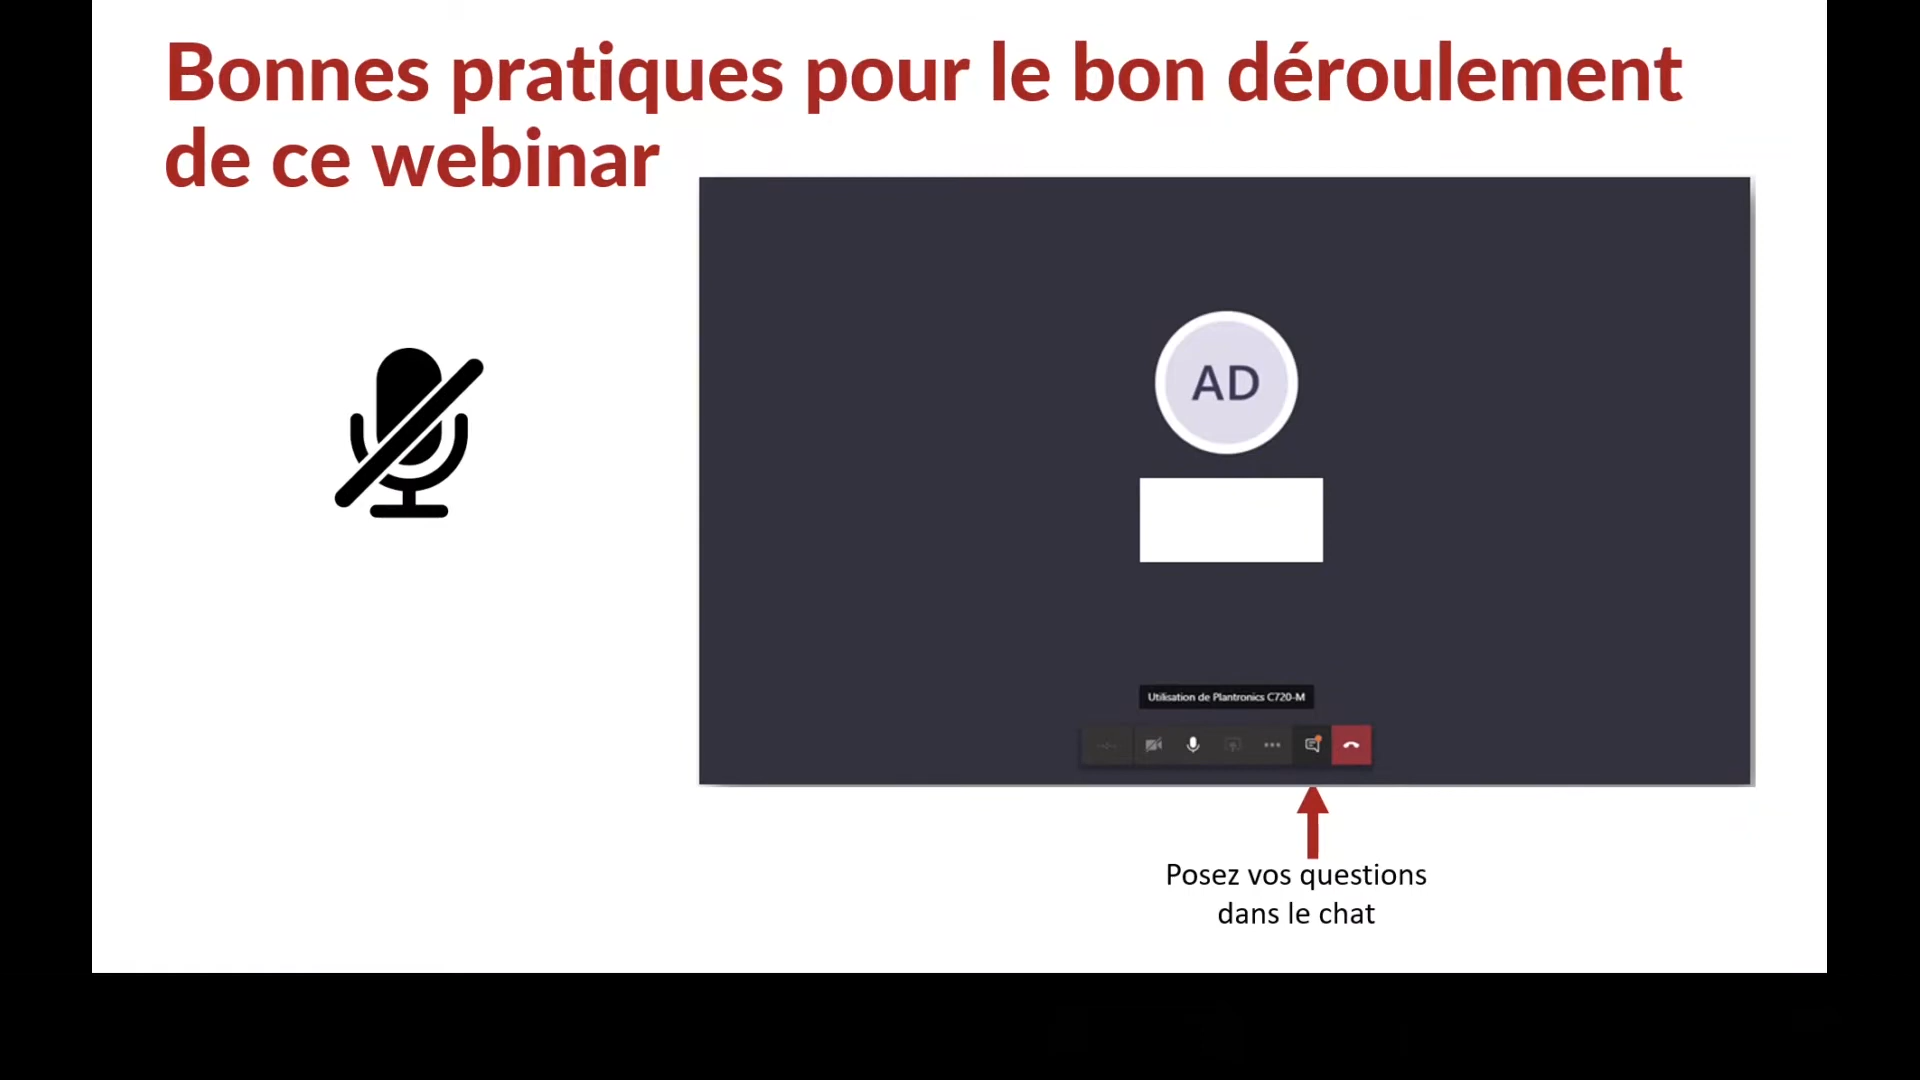 Bonnes pratiques pour le bon déroulement
de ce webinar
AD
Utilisation de Plantronics C720-M
Posez vos questions
dans le chat